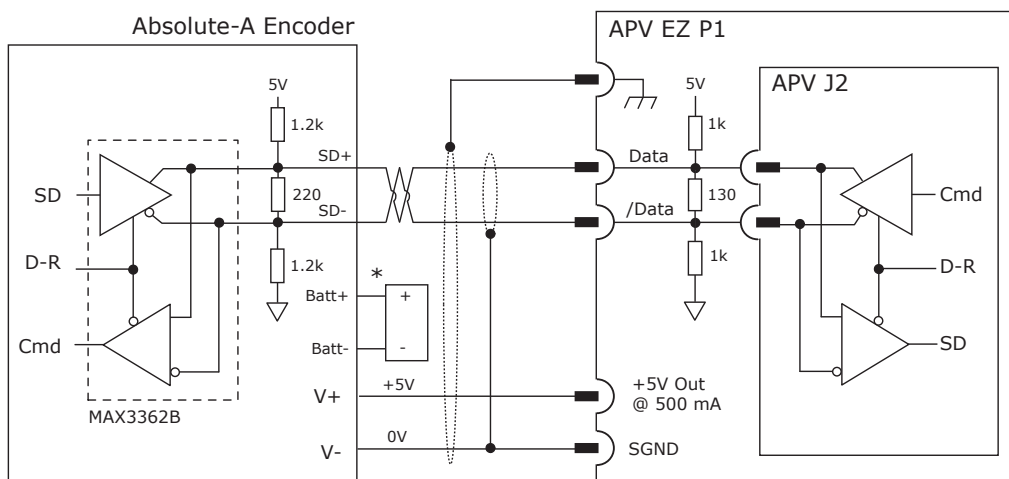 Absolute-A Encoder
APV EZ P1
APV J2
5V
1.2k
SD+
220
SD-
1.2k
SD
D-R
Cmd
MAX3362B
*
Batt+
+
Batt-
-
V+
+5V
V-
0V
5V
1k
Data
130
/Data
1k
+5V Out
@ 500 mA
SGND
Cmd
D-R
SD